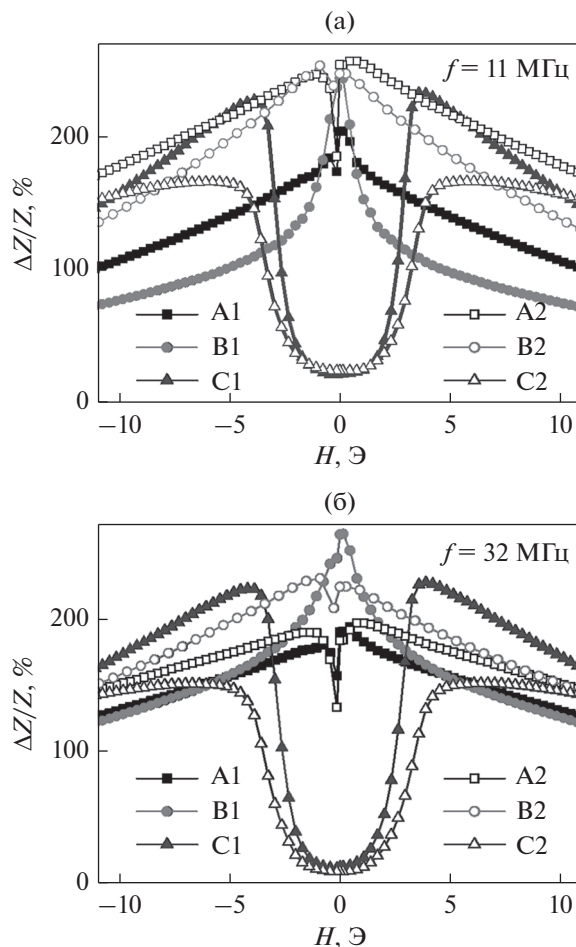 (а)
f = 11 МГц
200
100
0
ΔZ/Z, %
A1
A2
B1
B2
C1
C2
−10
−5
0
5
10
H, Э
(б)
f = 32 МГц
200
100
0
ΔZ/Z, %
A1
A2
B1
B2
C1
C2
−10
−5
0
5
10
H, Э